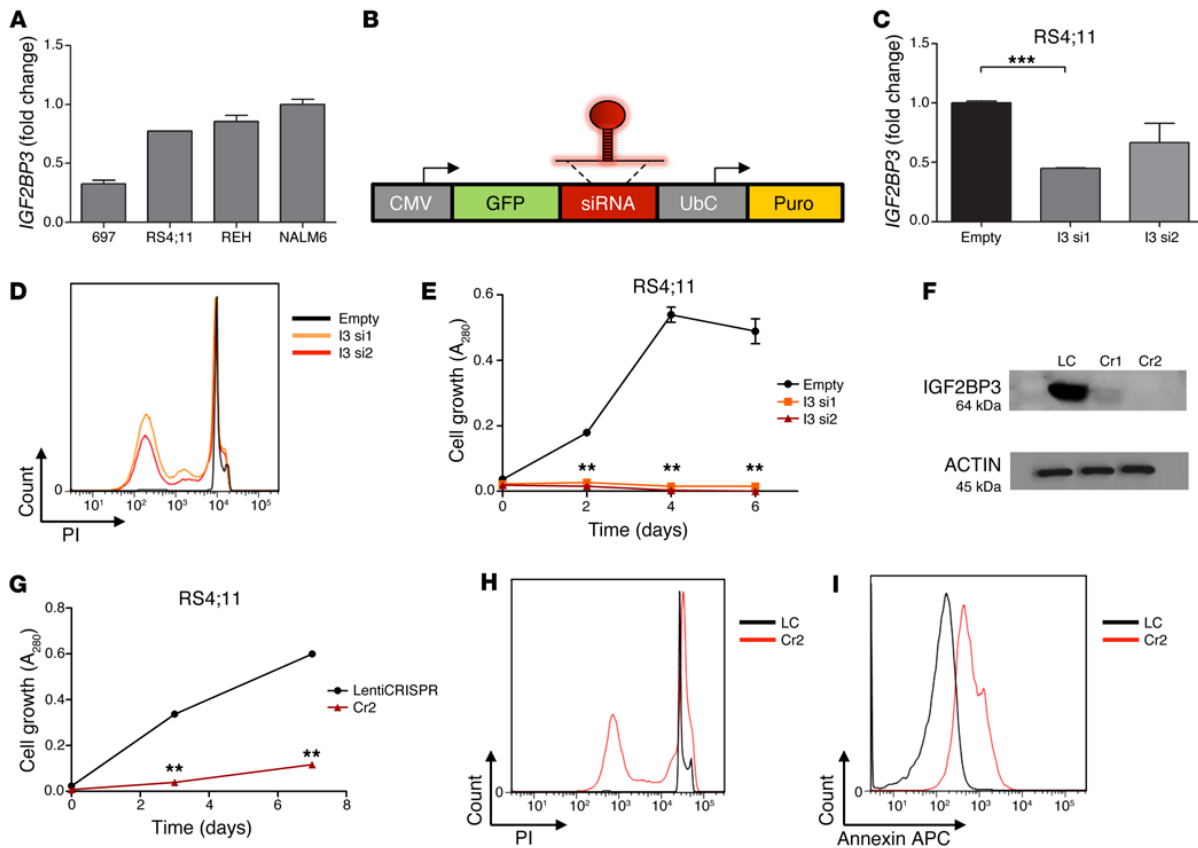 A
IGF2BP3 (fold change)
1.5
1.0
0.5
0.0
697 RS4;11 REH NALM6
B
CMV GFP siRNA UbC Puro
C
RS4;11
IGF2BP3 (fold change)
1.5
1.0
0.5
0.0
***
Empty I3 si1 I3 si2
D
Count
0
10¹ 10² 10³ 10⁴ 10⁵
PI
Empty
I3 si1
I3 si2
E
RS4;11
Cell growth (A₂₈₀)
0.6
0.4
0.2
0.0
** ** **
0 2 4 6
Time (days)
Empty
I3 si1
I3 si2
F
LC Cr1 Cr2
IGF2BP3
64 kDa
ACTIN
45 kDa
G
RS4;11
Cell growth (A₂₈₀)
0.8
0.6
0.4
0.2
0.0
** **
0 2 4 6 8
Time (days)
LentiCRISPR
Cr2
H
Count
0
10¹ 10² 10³ 10⁴ 10⁵
PI
LC
Cr2
I
Count
0
10¹ 10² 10³ 10⁴ 10⁵
Annexin APC
LC
Cr2